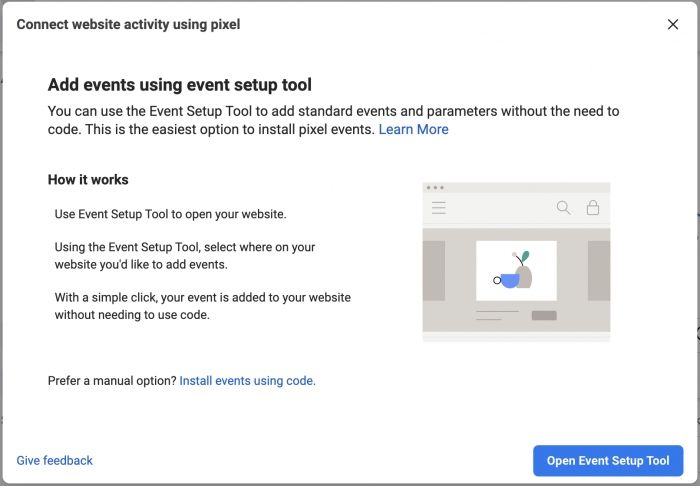 Connect website activity using pixel
Add events using event setup tool
You can use the Event Setup Tool to add standard events and parameters without the need to
code. This is the easiest option to install pixel events. Learn More
How it works
Use Event Setup Tool to open your website.
Using the Event Setup Tool, select where on your
website you'd like to add events.
With a simple click, your event is added to your website
without needing to use code.
Prefer a manual option? Install events using code.
Give feedback
Open Event Setup Tool